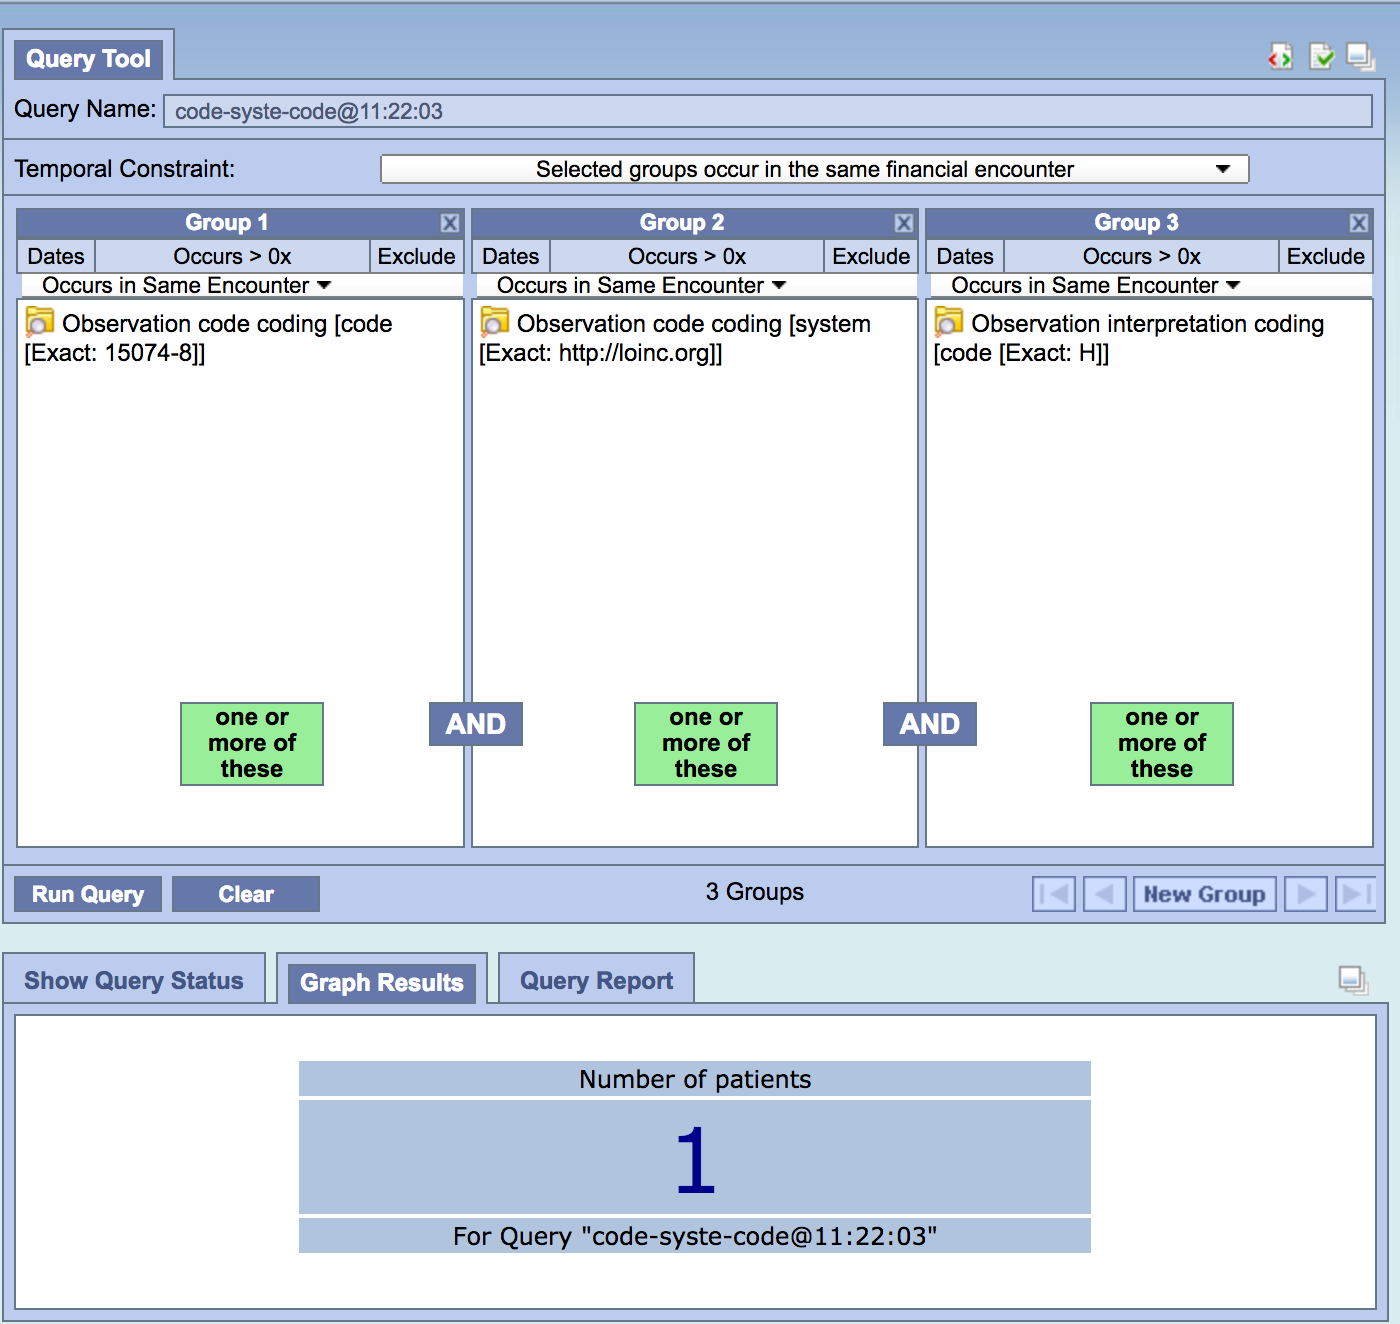 Query Tool
Query Name: code-syste-code@11:22:03
Temporal Constraint: Selected groups occur in the same financial encounter
Group 1 X
Dates Occurs > 0x Exclude
Occurs in Same Encounter
Observation code coding [code
[Exact: 15074-8]]
one or
more of
these
AND
Group 2 X
Dates Occurs > 0x Exclude
Occurs in Same Encounter
Observation code coding [system
[Exact: http://loinc.org]]
one or
more of
these
AND
Group 3 X
Dates Occurs > 0x Exclude
Occurs in Same Encounter
Observation interpretation coding
[code [Exact: H]]
one or
more of
these
Run Query Clear 3 Groups New Group
Show Query Status Graph Results Query Report
Number of patients
1
For Query "code-syste-code@11:22:03"